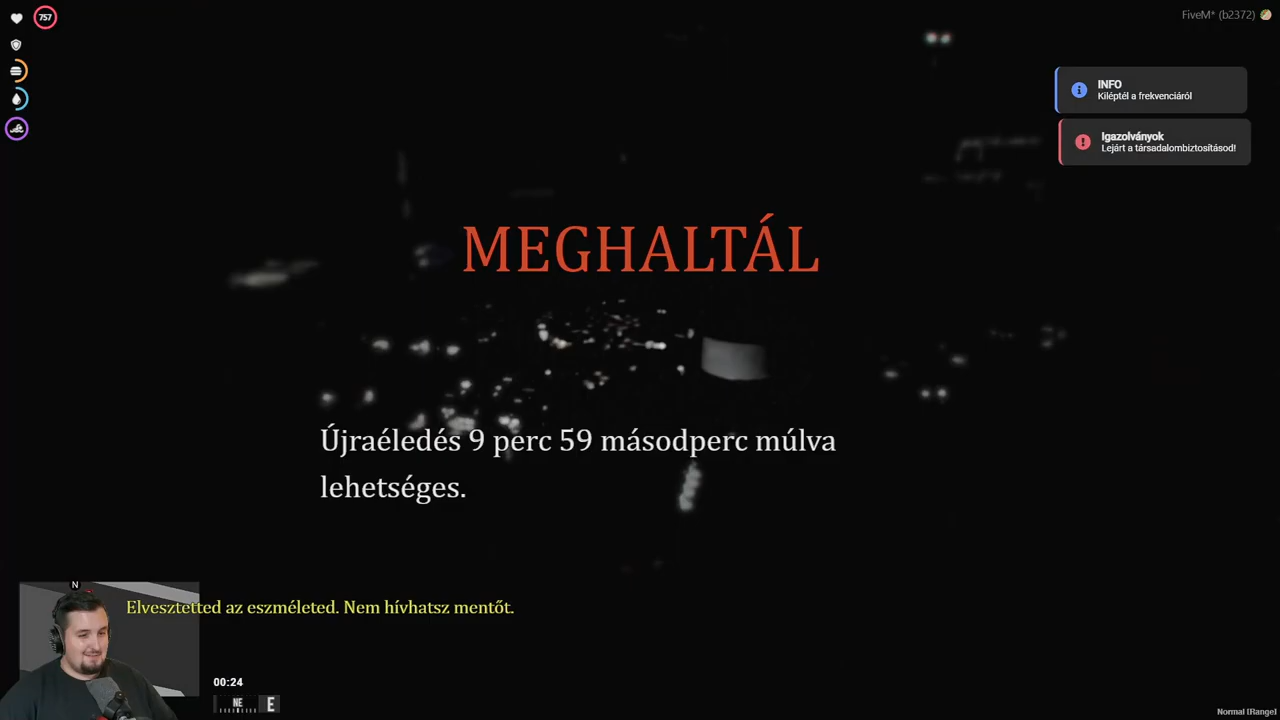 757
FiveM* (b2372)
INFO
Kiléptél a frekvenciáról
Igazolványok
Lejárt a társadalombiztosításod!
MEGHALTÁL
Újraéledés 9 perc 59 másodperc múlva
lehetséges.
N
Elvesztetted az eszméleted. Nem hívhatsz mentőt.
00:24
NE
E
Normal [Range]